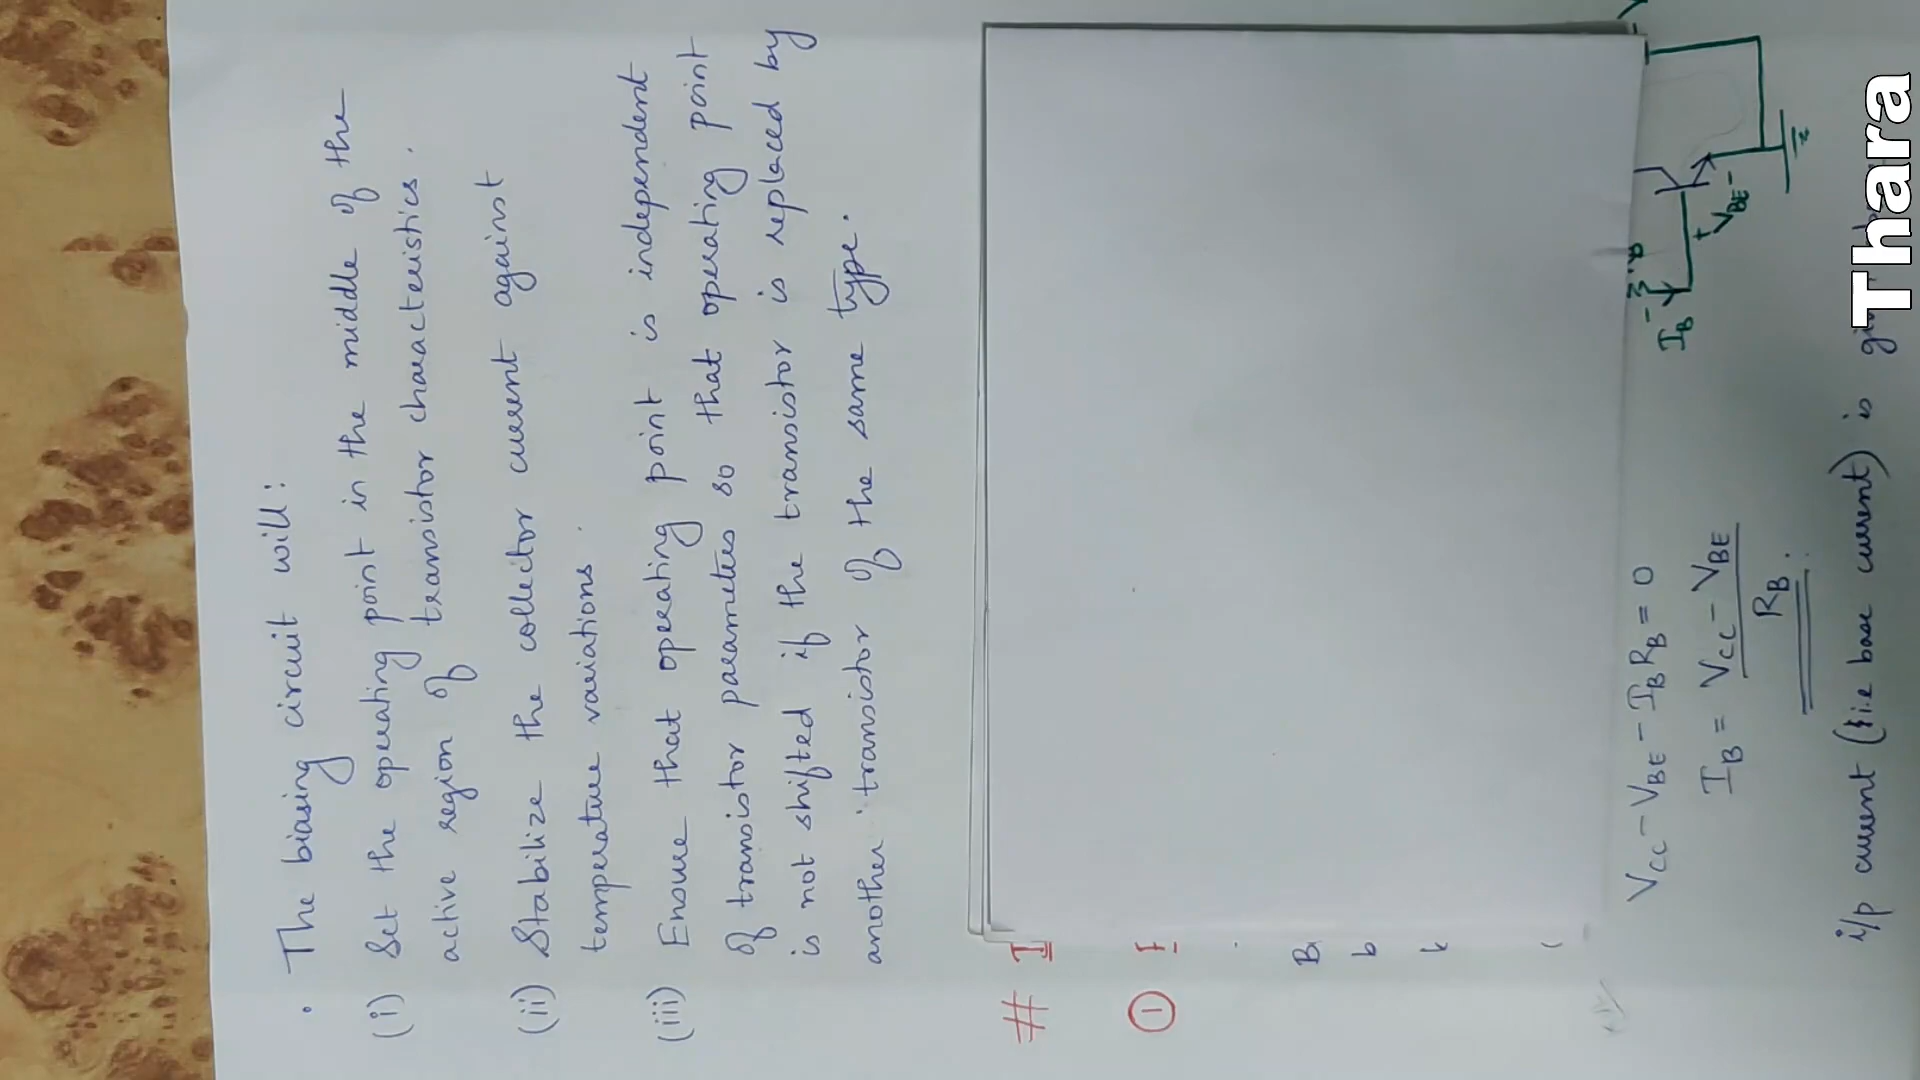 • The biasing circuit will:
(i) Set the operating point in the middle of the
active region of transistor characteristics.
(ii) Stabilize the collector current against
temperature variations.
(iii) Ensure that operating point is independent
of transistor parametes so that operating point
is not shifted if the transistor is replaced by
another transistor of the same type.
#
①
B
b
VCC - VBE - IB RB = 0
IB = VCC - VBE
RB
IB
+ VBE -
i/p current (i.e base current) is
Thara